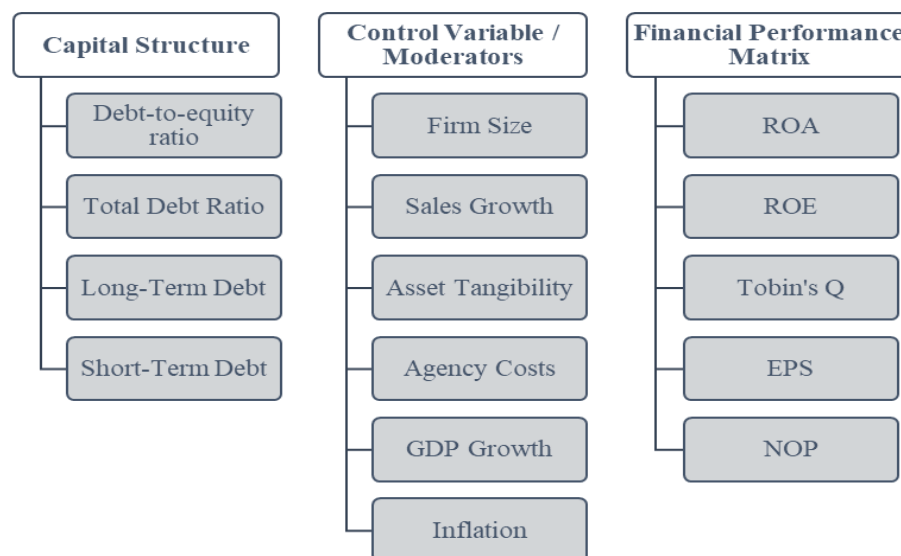 Capital Structure
Debt-to-equity
ratio
Total Debt Ratio
Long-Term Debt
Short-Term Debt
Control Variable /
Moderators
Firm Size
Sales Growth
Asset Tangibility
Agency Costs
GDP Growth
Inflation
Financial Performance
Matrix
ROA
ROE
Tobin's Q
EPS
NOP